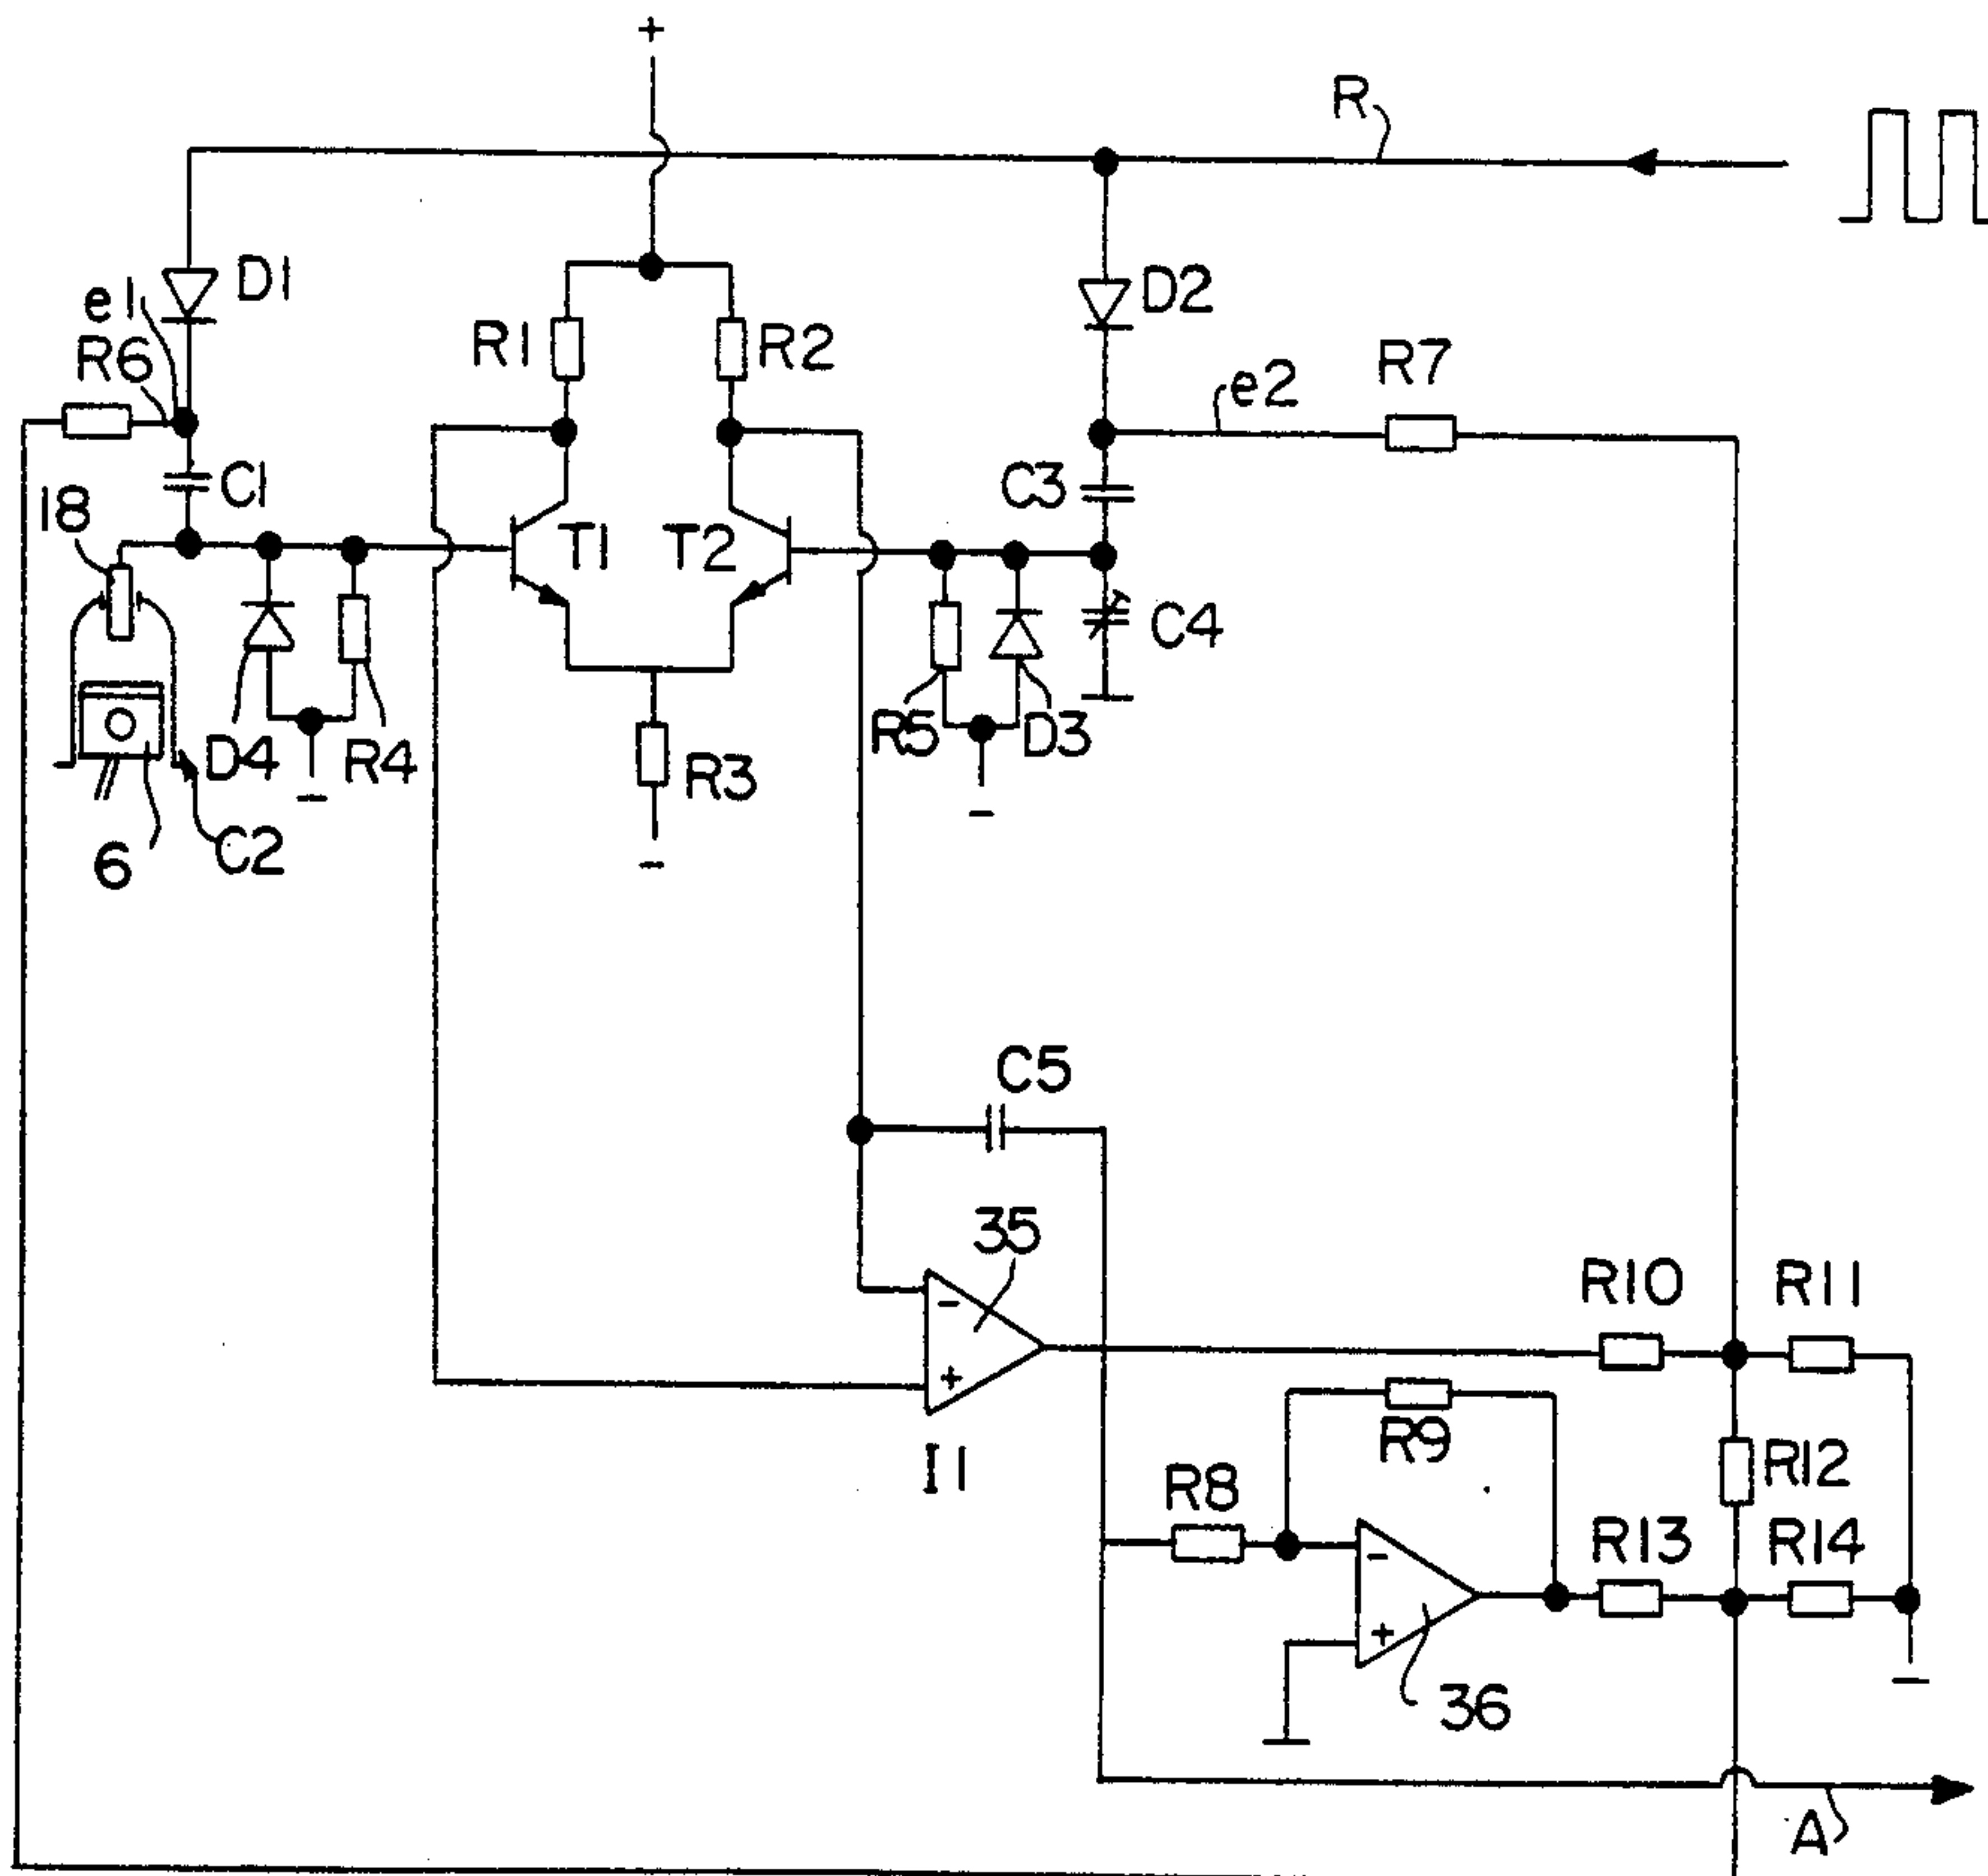 +
R
D1
e1
R6
R1
R2
D2
e2
R7
C1
18
T1
T2
C3
C4
D4
R4
R3
R5
D3
-
-
-
6
C2
C5
35
-
+
I1
R10
R11
R9
R12
R8
R13
R14
-
+
36
-
A